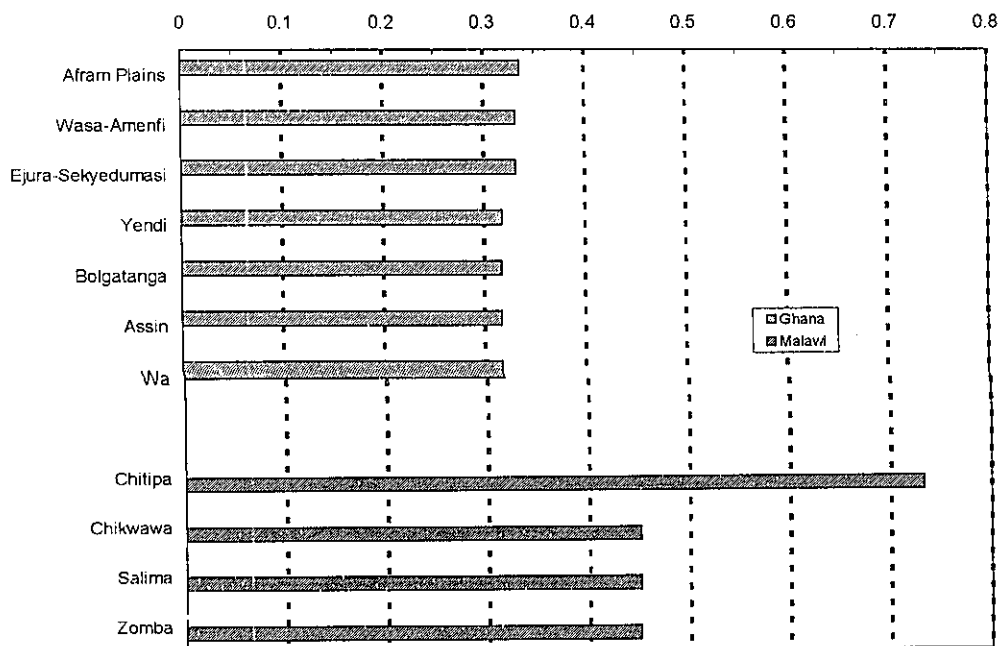 0 0.1 0.2 0.3 0.4 0.5 0.6 0.7 0.8
Afram Plains
Wasa-Amenfi
Ejura-Sekyedumasi
Yendi
Bolgatanga
Assin
Wa
Chitipa
Chikwawa
Salima
Zomba
Ghana
Malawi